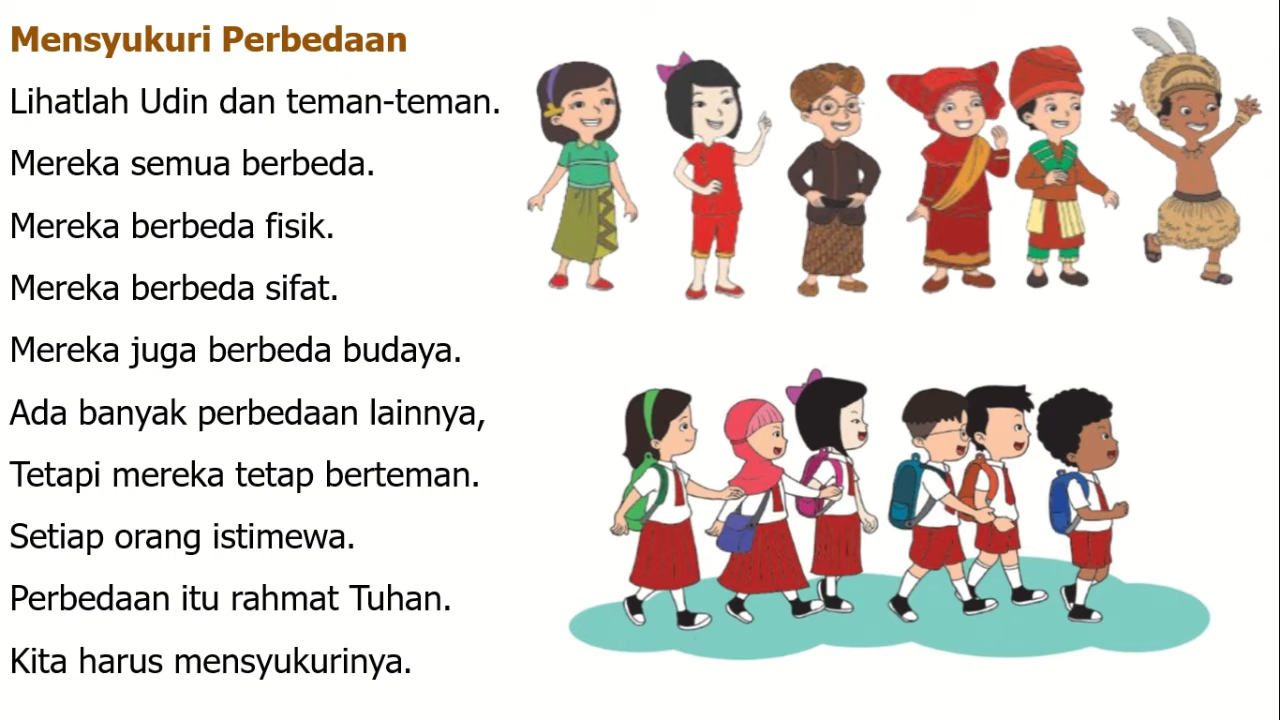 Mensyukuri Perbedaan
Lihatlah Udin dan teman-teman.
Mereka semua berbeda.
Mereka berbeda fisik.
Mereka berbeda sifat.
Mereka juga berbeda budaya.
Ada banyak perbedaan lainnya,
Tetapi mereka tetap berteman.
Setiap orang istimewa.
Perbedaan itu rahmat Tuhan.
Kita harus mensyukurinya.